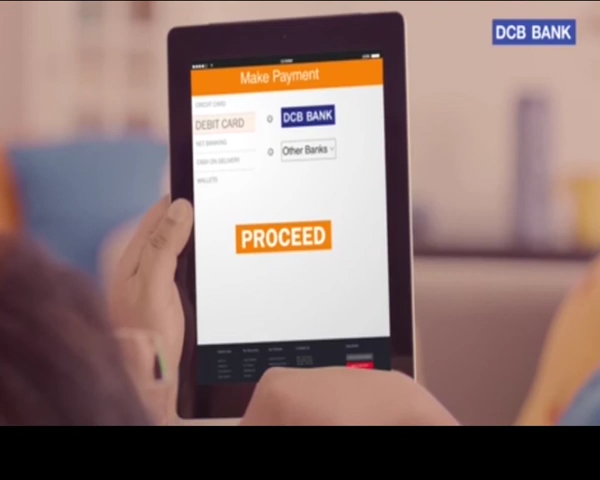 DCB BANK
Make Payment
CREDIT CARD
DEBIT CARD
DCB BANK
NET BANKING
Other Banks
CASH ON DELIVERY
WALLETS
PROCEED